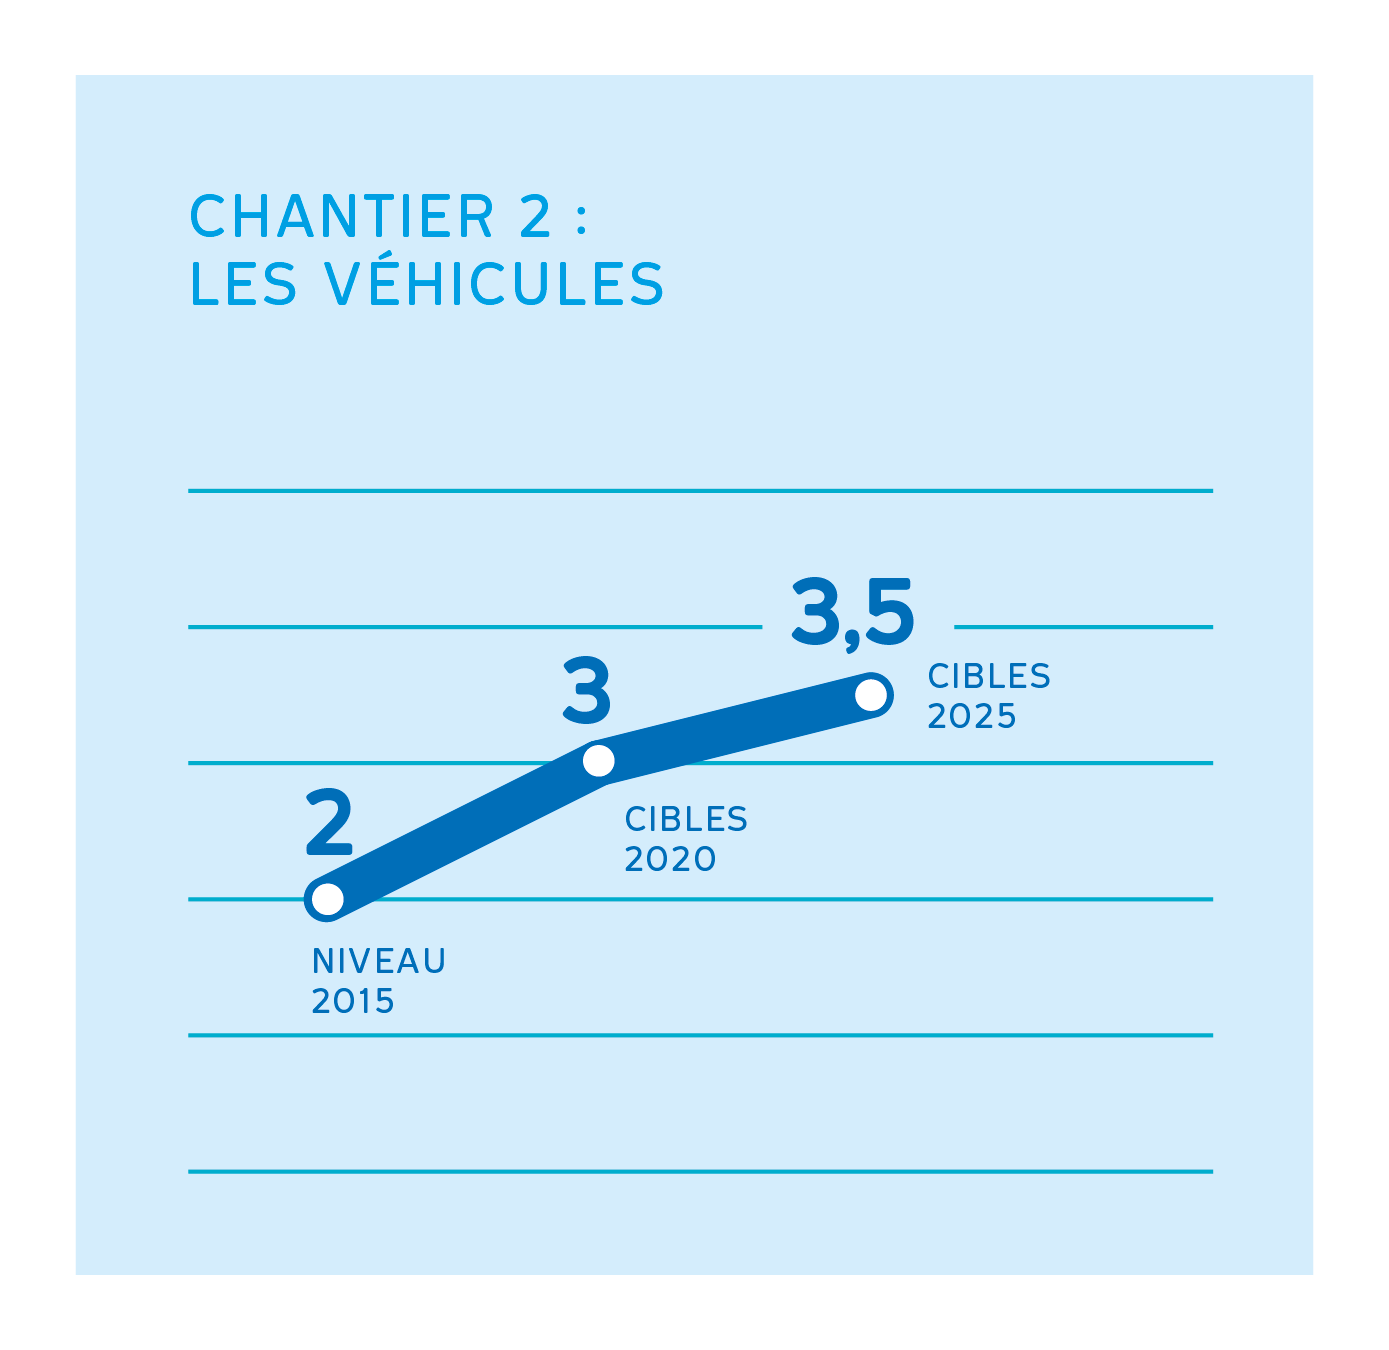 CHANTIER 2 :
LES VÉHICULES
3,5
CIBLES
2025
3
CIBLES
2020
2
NIVEAU
2015